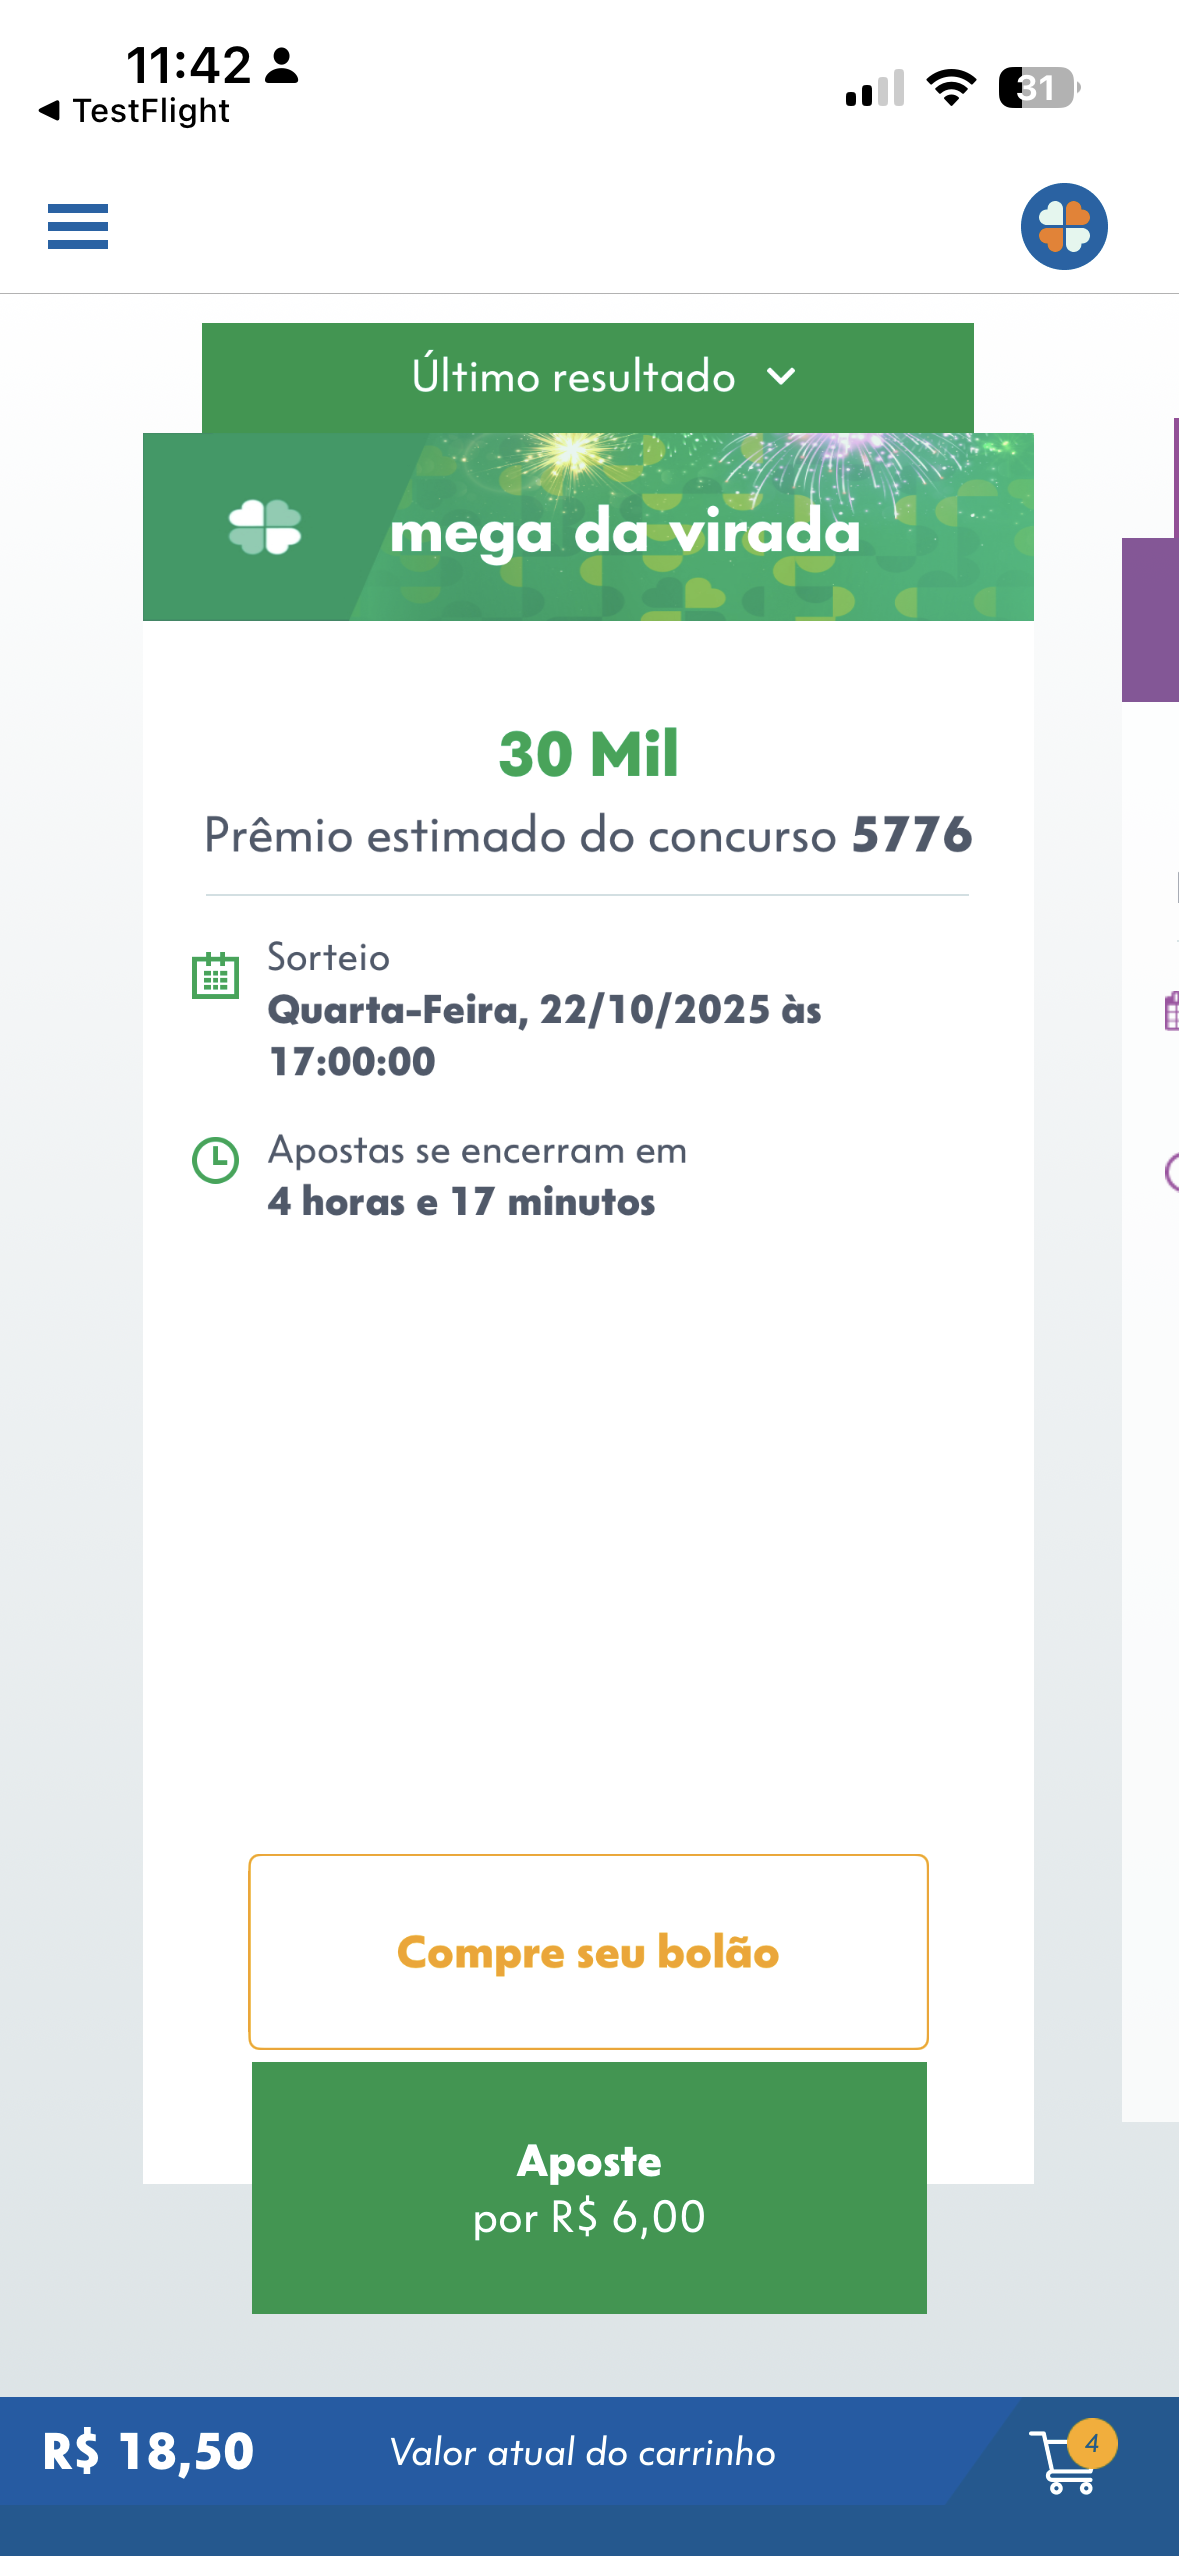 11:42
31
◀ TestFlight
Último resultado
mega da virada
30 Mil
Prêmio estimado do concurso 5776
Sorteio
Quarta-Feira, 22/10/2025 às
17:00:00
Apostas se encerram em
4 horas e 17 minutos
Compre seu bolão
Aposte
por R$ 6,00
R$ 18,50
Valor atual do carrinho
4